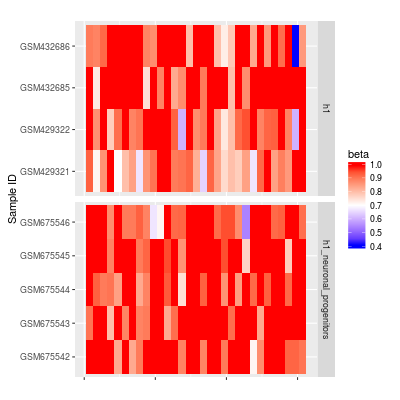 GSM432686
GSM432685
GSM429322
GSM429321
h1
GSM675546
GSM675545
GSM675544
GSM675543
GSM675542
h1_neuronal_progenitors
Sample ID
beta
1.0
0.9
0.8
0.7
0.6
0.5
0.4